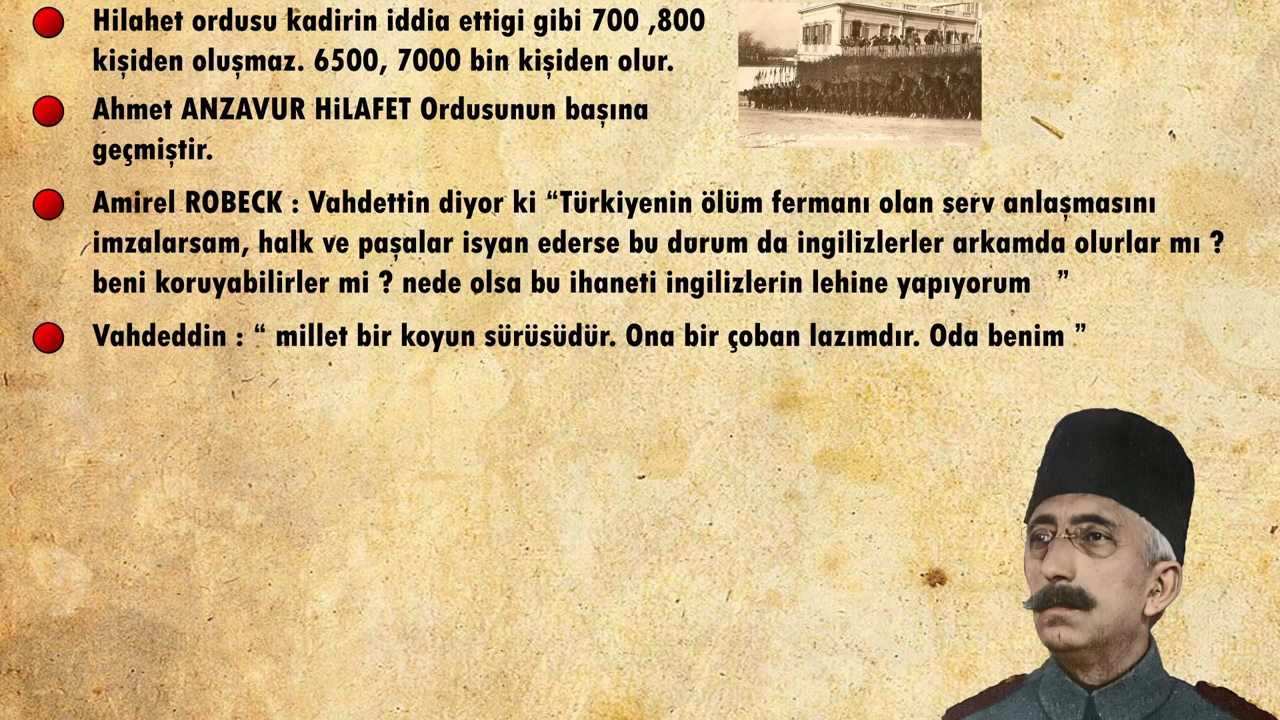 Hilahet ordusu kadirin iddia ettigi gibi 700 ,800
kişiden oluşmaz. 6500, 7000 bin kişiden olur.
Ahmet ANZAVUR HiLAFET Ordusunun başına
geçmiştir.
Amirel ROBECK : Vahdettin diyor ki “Türkiyenin ölüm fermanı olan serv anlaşmasını
imzalarsam, halk ve paşalar isyan ederse bu durum da ingilizlerler arkamda olurlar mı ?
beni koruyabilirler mi ? nede olsa bu ihaneti ingilizlerin lehine yapıyorum ”
Vahdeddin : “ millet bir koyun sürüsüdür. Ona bir çoban lazımdır. Oda benim ”